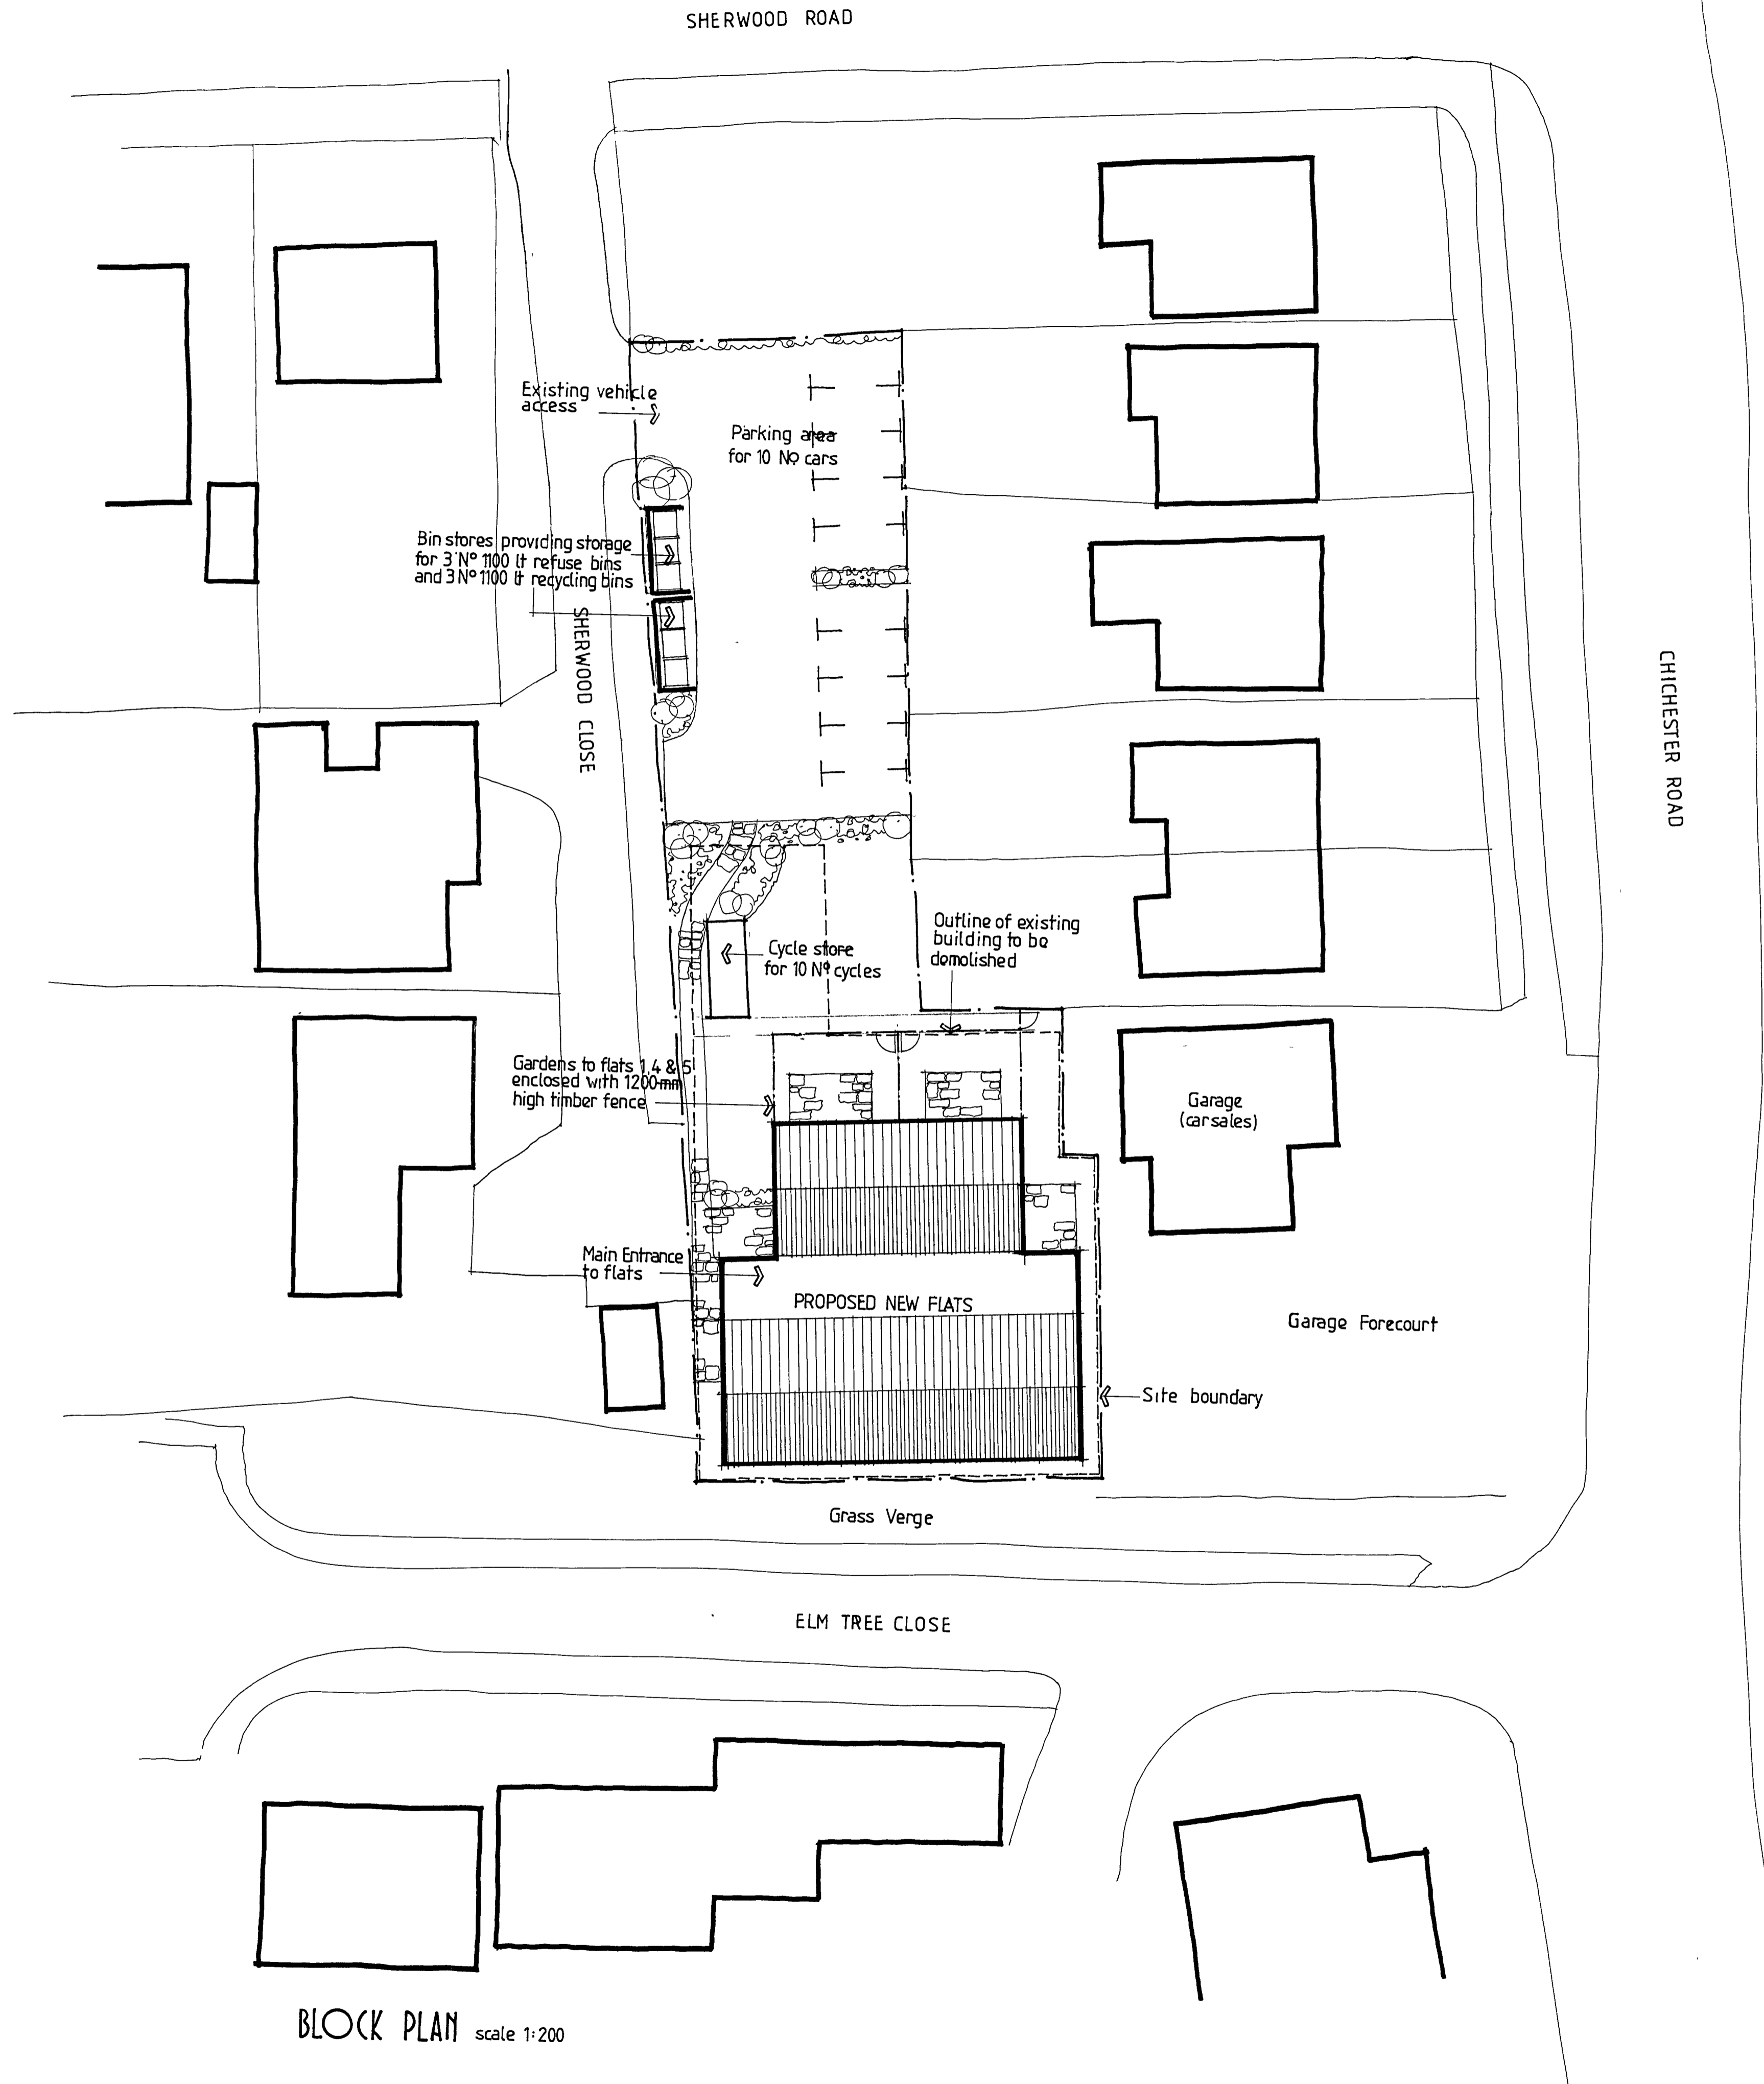 SHERWOOD ROAD
Existing vehicle
access
Parking area
for 10 Nº cars
Bin stores providing storage
for 3 Nº 1100 lt refuse bins
and 3 Nº 1100 lt recycling bins
SHERWOOD CLOSE
CHICHESTER ROAD
Outline of existing
building to be
demolished
Cycle store
for 10 Nº cycles
Gardens to flats 1,4 & 5
enclosed with 1200mm
high timber fence
Garage
(car sales)
Main Entrance
to flats
PROPOSED NEW FLATS
Garage Forecourt
Site boundary
Grass Verge
ELM TREE CLOSE
BLOCK PLAN scale 1:200